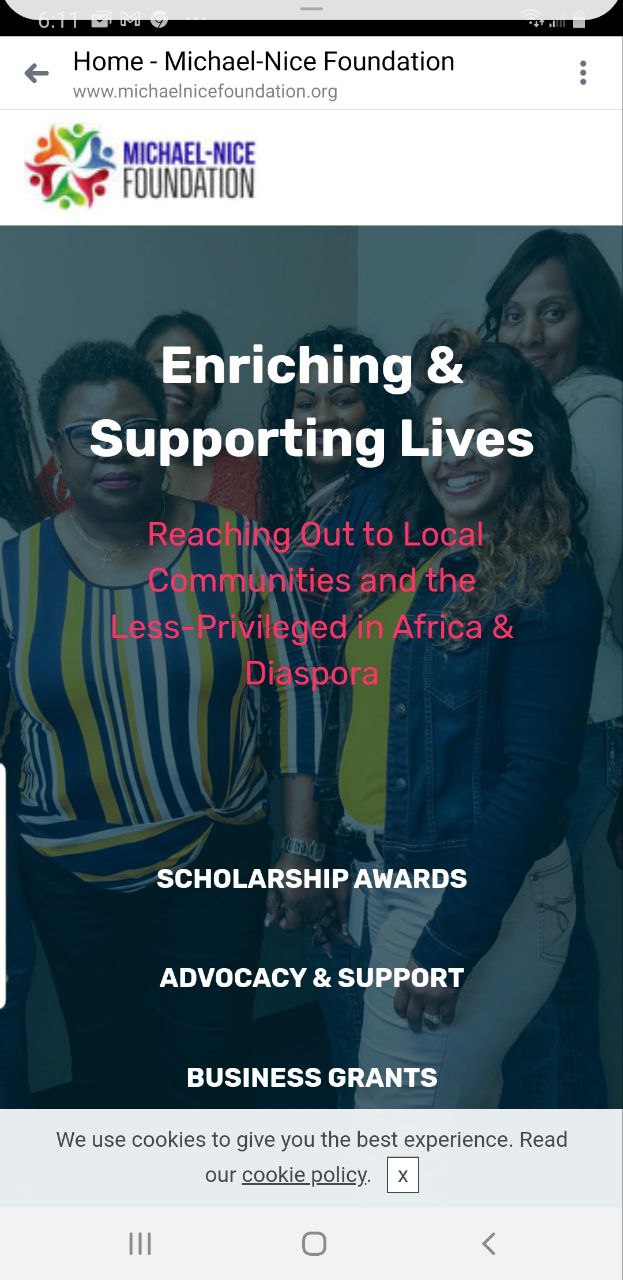 6:11
Home - Michael-Nice Foundation
www.michaelnicefoundation.org
MICHAEL-NICE
FOUNDATION
Enriching &
Supporting Lives
Reaching Out to Local
Communities and the
Less-Privileged in Africa &
Diaspora
SCHOLARSHIP AWARDS
ADVOCACY & SUPPORT
BUSINESS GRANTS
We use cookies to give you the best experience. Read
our cookie policy. x